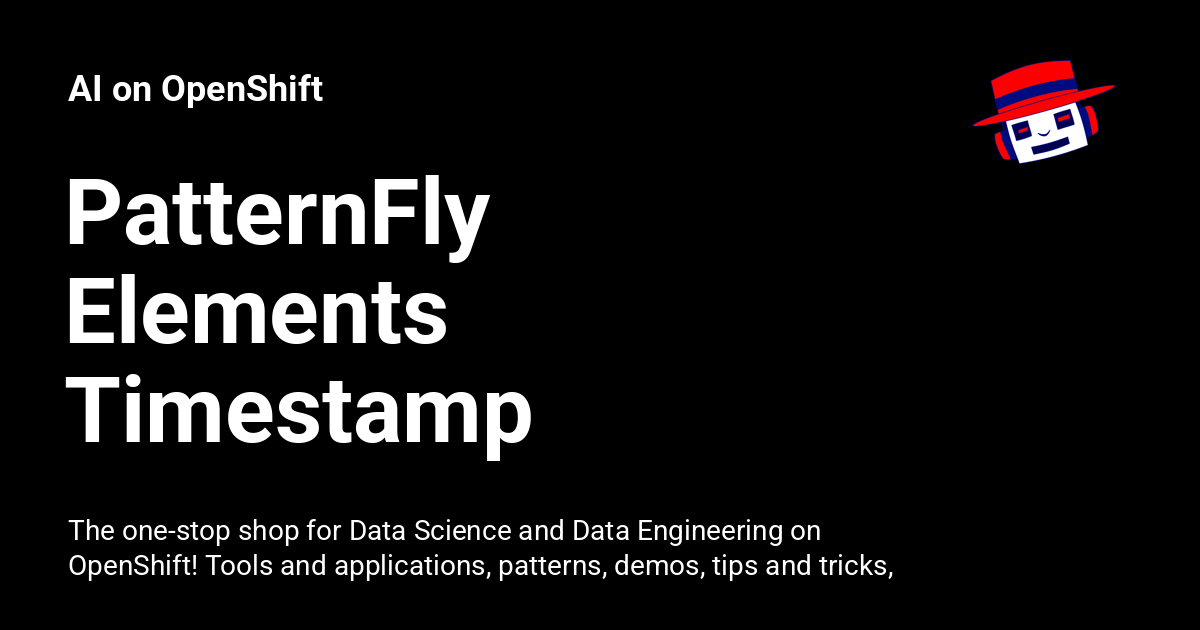 AI on OpenShift
PatternFly
Elements
Timestamp
The one-stop shop for Data Science and Data Engineering on
OpenShift! Tools and applications, patterns, demos, tips and tricks,